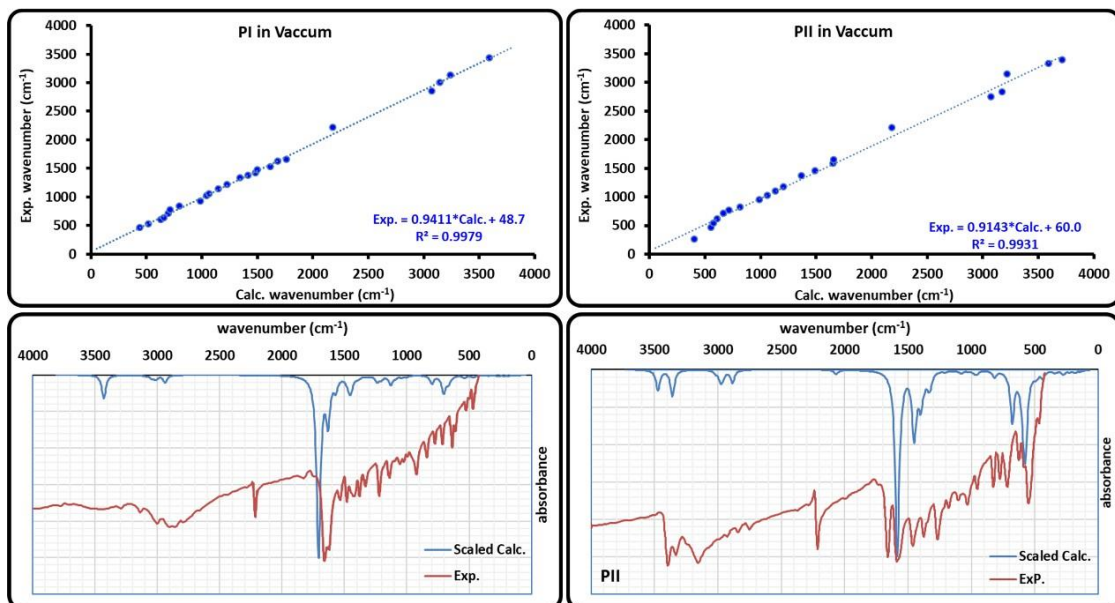 PI in Vaccum
Exp. wavenumber (cm-1)
4000
3500
3000
2500
2000
1500
1000
500
0
Exp. = 0.9411*Calc. + 48.7
R² = 0.9979
0 500 1000 1500 2000 2500 3000 3500 4000
Calc. wavenumber (cm-1)
PII in Vaccum
Exp. wavenumber (cm-1)
4000
3500
3000
2500
2000
1500
1000
500
0
Exp. = 0.9143*Calc. + 60.0
R² = 0.9931
0 500 1000 1500 2000 2500 3000 3500 4000
Calc. wavenumber (cm-1)
wavenumber (cm-1)
4000 3500 3000 2500 2000 1500 1000 500 0
absorbance
Scaled Calc.
Exp.
wavenumber (cm-1)
4000 3500 3000 2500 2000 1500 1000 500 0
absorbance
Scaled Calc.
ExP.
PII